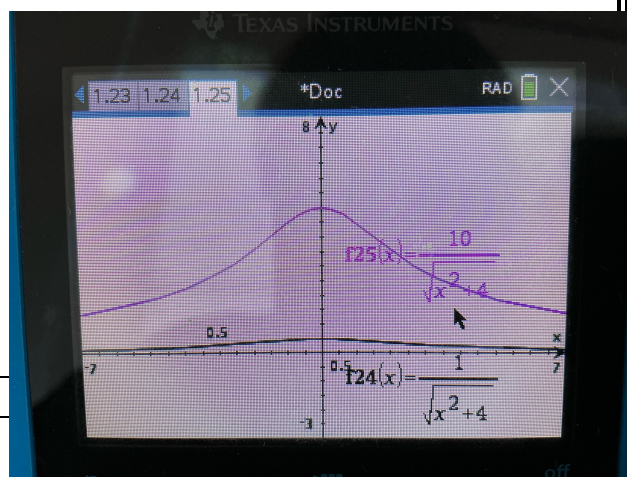 TEXAS INSTRUMENTS
1.23 1.24 1.25 *Doc RAD
8 y
f25(x)=10/√x²+4
0.5
x
-7 0.5 7
f24(x)=1/√x²+4
-3
off